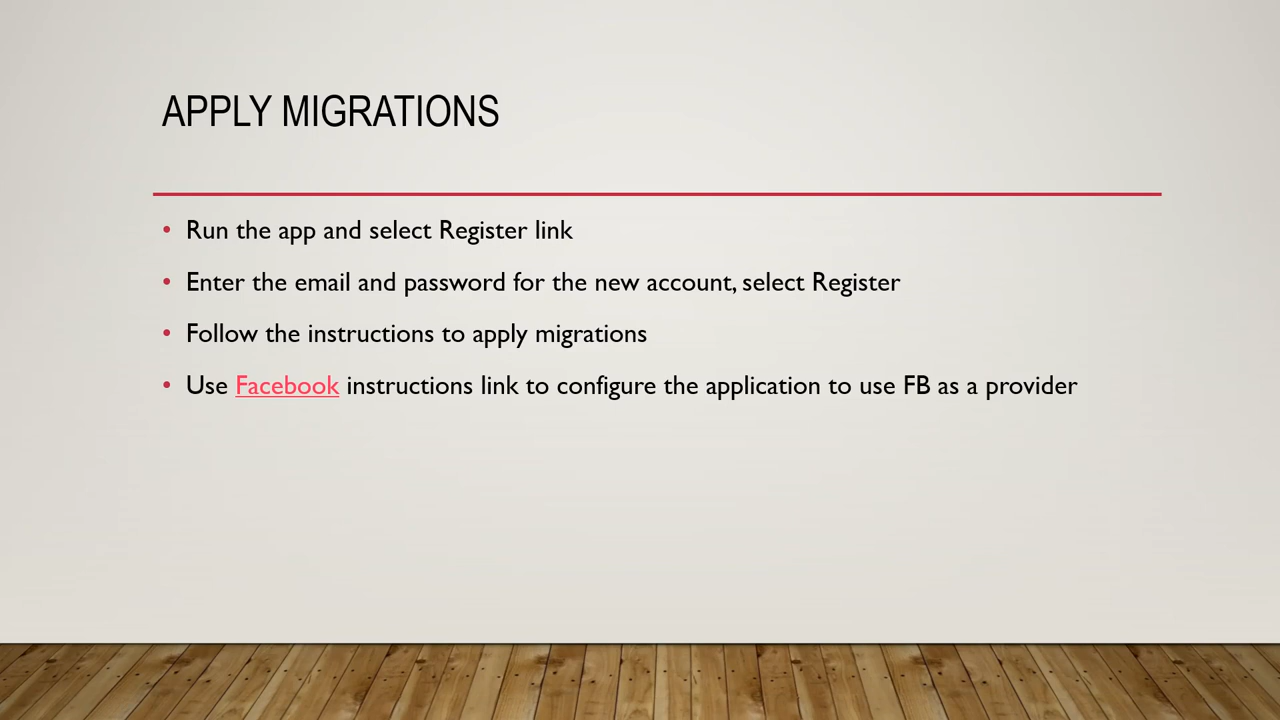 APPLY MIGRATIONS
• Run the app and select Register link
• Enter the email and password for the new account, select Register
• Follow the instructions to apply migrations
• Use Facebook instructions link to configure the application to use FB as a provider